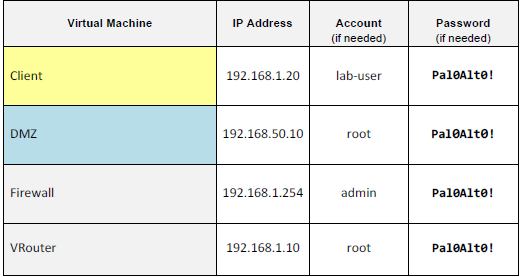 Virtual Machine IP Address Account Password
(if needed) (if needed)
Client 192.168.1.20 lab-user Pal0Alt0!
DMZ 192.168.50.10 root Pal0Alt0!
Firewall 192.168.1.254 admin Pal0Alt0!
VRouter 192.168.1.10 root Pal0Alt0!